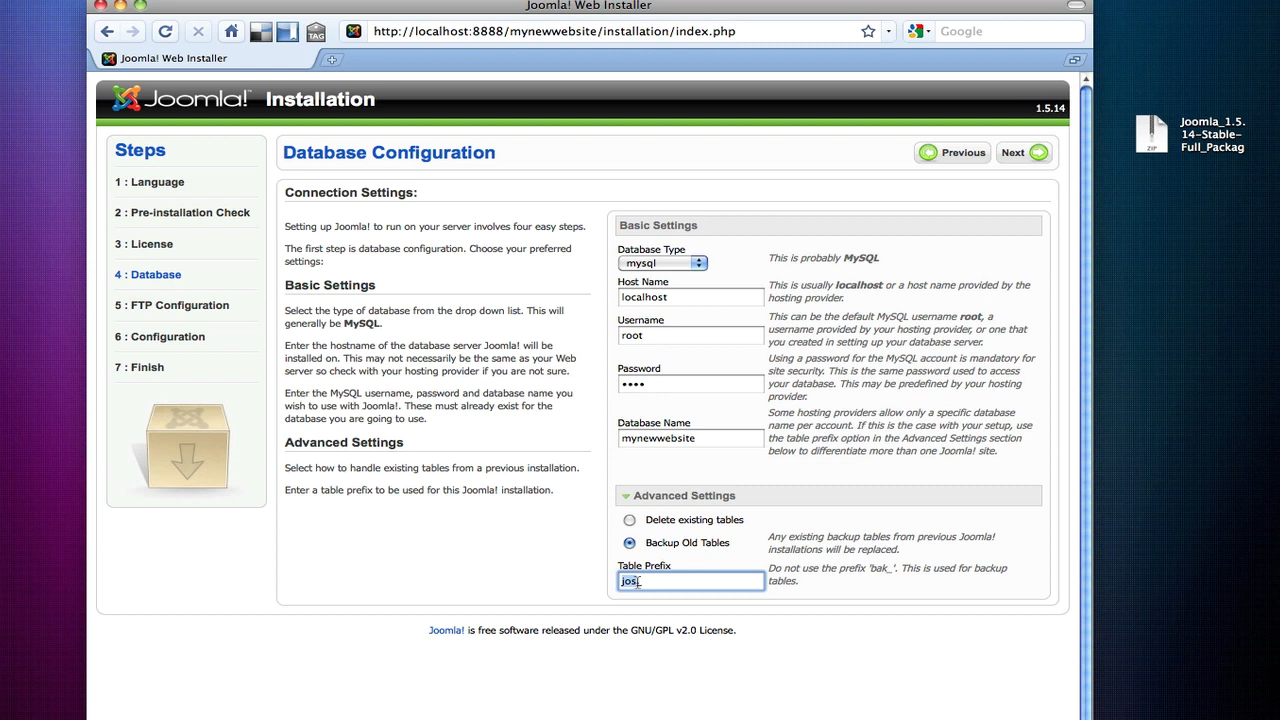 Joomla! Web Installer
TAG
http://localhost:8888/mynewwebsite/installation/index.php
Google
Joomla! Web Installer
Joomla! Installation
1.5.14
Steps
1 : Language
2 : Pre-installation Check
3 : License
4 : Database
5 : FTP Configuration
6 : Configuration
7 : Finish
Database Configuration
Previous
Next
Connection Settings:
Setting up Joomla! to run on your server involves four easy steps.
The first step is database configuration. Choose your preferred
settings:
Basic Settings
Select the type of database from the drop down list. This will
generally be MySQL.
Enter the hostname of the database server Joomla! will be
installed on. This may not necessarily be the same as your Web
server so check with your hosting provider if you are not sure.
Enter the MySQL username, password and database name you
wish to use with Joomla!. These must already exist for the
database you are going to use.
Advanced Settings
Select how to handle existing tables from a previous installation.
Enter a table prefix to be used for this Joomla! installation.
Basic Settings
Database Type
mysql
This is probably MySQL
Host Name
localhost
This is usually localhost or a host name provided by the
hosting provider.
Username
root
This can be the default MySQL username root, a
username provided by your hosting provider, or one that
you created in setting up your database server.
Password
••••
Using a password for the MySQL account is mandatory for
site security. This is the same password used to access
your database. This may be predefined by your hosting
provider.
Database Name
mynewwebsite
Some hosting providers allow only a specific database
name per account. If this is the case with your setup, use
the table prefix option in the Advanced Settings section
below to differentiate more than one Joomla! site.
Advanced Settings
Delete existing tables
Backup Old Tables
Any existing backup tables from previous Joomla!
installations will be replaced.
Table Prefix
jos_
Do not use the prefix 'bak_'. This is used for backup
tables.
Joomla! is free software released under the GNU/GPL v2.0 License.
ZIP
Joomla_1.5.
14-Stable-
Full_Packag